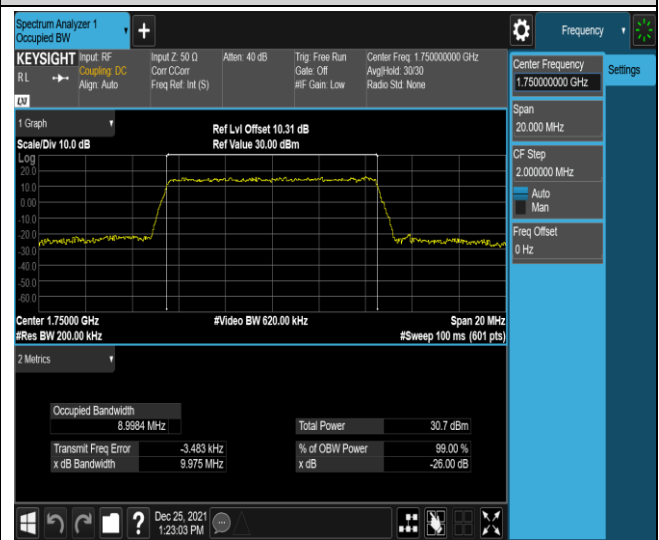 Spectrum Analyzer 1
Occupied BW
+
Frequency
KEYSIGHT
RL
LXI
Input: RF
Coupling: DC
Align: Auto
Input Z: 50 Ω
Corr CCorr
Freq Ref: Int (S)
Atten: 40 dB
Trig: Free Run
Gate: Off
#IF Gain: Low
Center Freq: 1.750000000 GHz
Avg|Hold: 30/30
Radio Std: None
Center Frequency
1.750000000 GHz
Settings
Span
20.000 MHz
CF Step
2.000000 MHz
Auto
Man
Freq Offset
0 Hz
1 Graph
Scale/Div 10.0 dB
Ref Lvl Offset 10.31 dB
Ref Value 30.00 dBm
Log
20.0
10.0
0.00
-10.0
-20.0
-30.0
-40.0
-50.0
-60.0
Center 1.75000 GHz
#Video BW 620.00 kHz
Span 20 MHz
#Res BW 200.00 kHz
#Sweep 100 ms (601 pts)
2 Metrics
Occupied Bandwidth
8.9984 MHz
Total Power 30.7 dBm
Transmit Freq Error -3.483 kHz
% of OBW Power 99.00 %
x dB Bandwidth 9.975 MHz
x dB -26.00 dB
?
Dec 25, 2021
1:23:03 PM